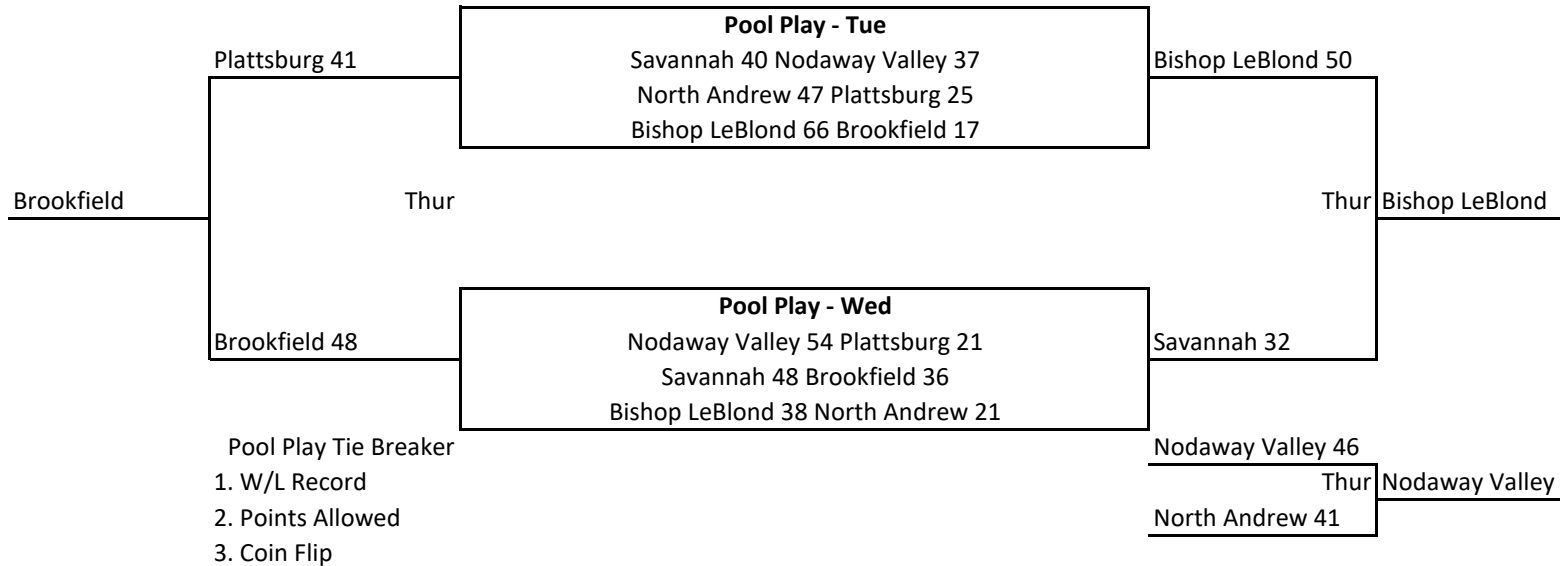 Pool Play - Tue
Plattsburg 41
Savannah 40 Nodaway Valley 37
Bishop LeBlond 50
North Andrew 47 Plattsburg 25
Bishop LeBlond 66 Brookfield 17
Brookfield
Thur
Thur
Bishop LeBlond
Pool Play - Wed
Brookfield 48
Nodaway Valley 54 Plattsburg 21
Savannah 32
Savannah 48 Brookfield 36
Bishop LeBlond 38 North Andrew 21
Pool Play Tie Breaker
Nodaway Valley 46
1. W/L Record
Thur
Nodaway Valley
2. Points Allowed
North Andrew 41
3. Coin Flip